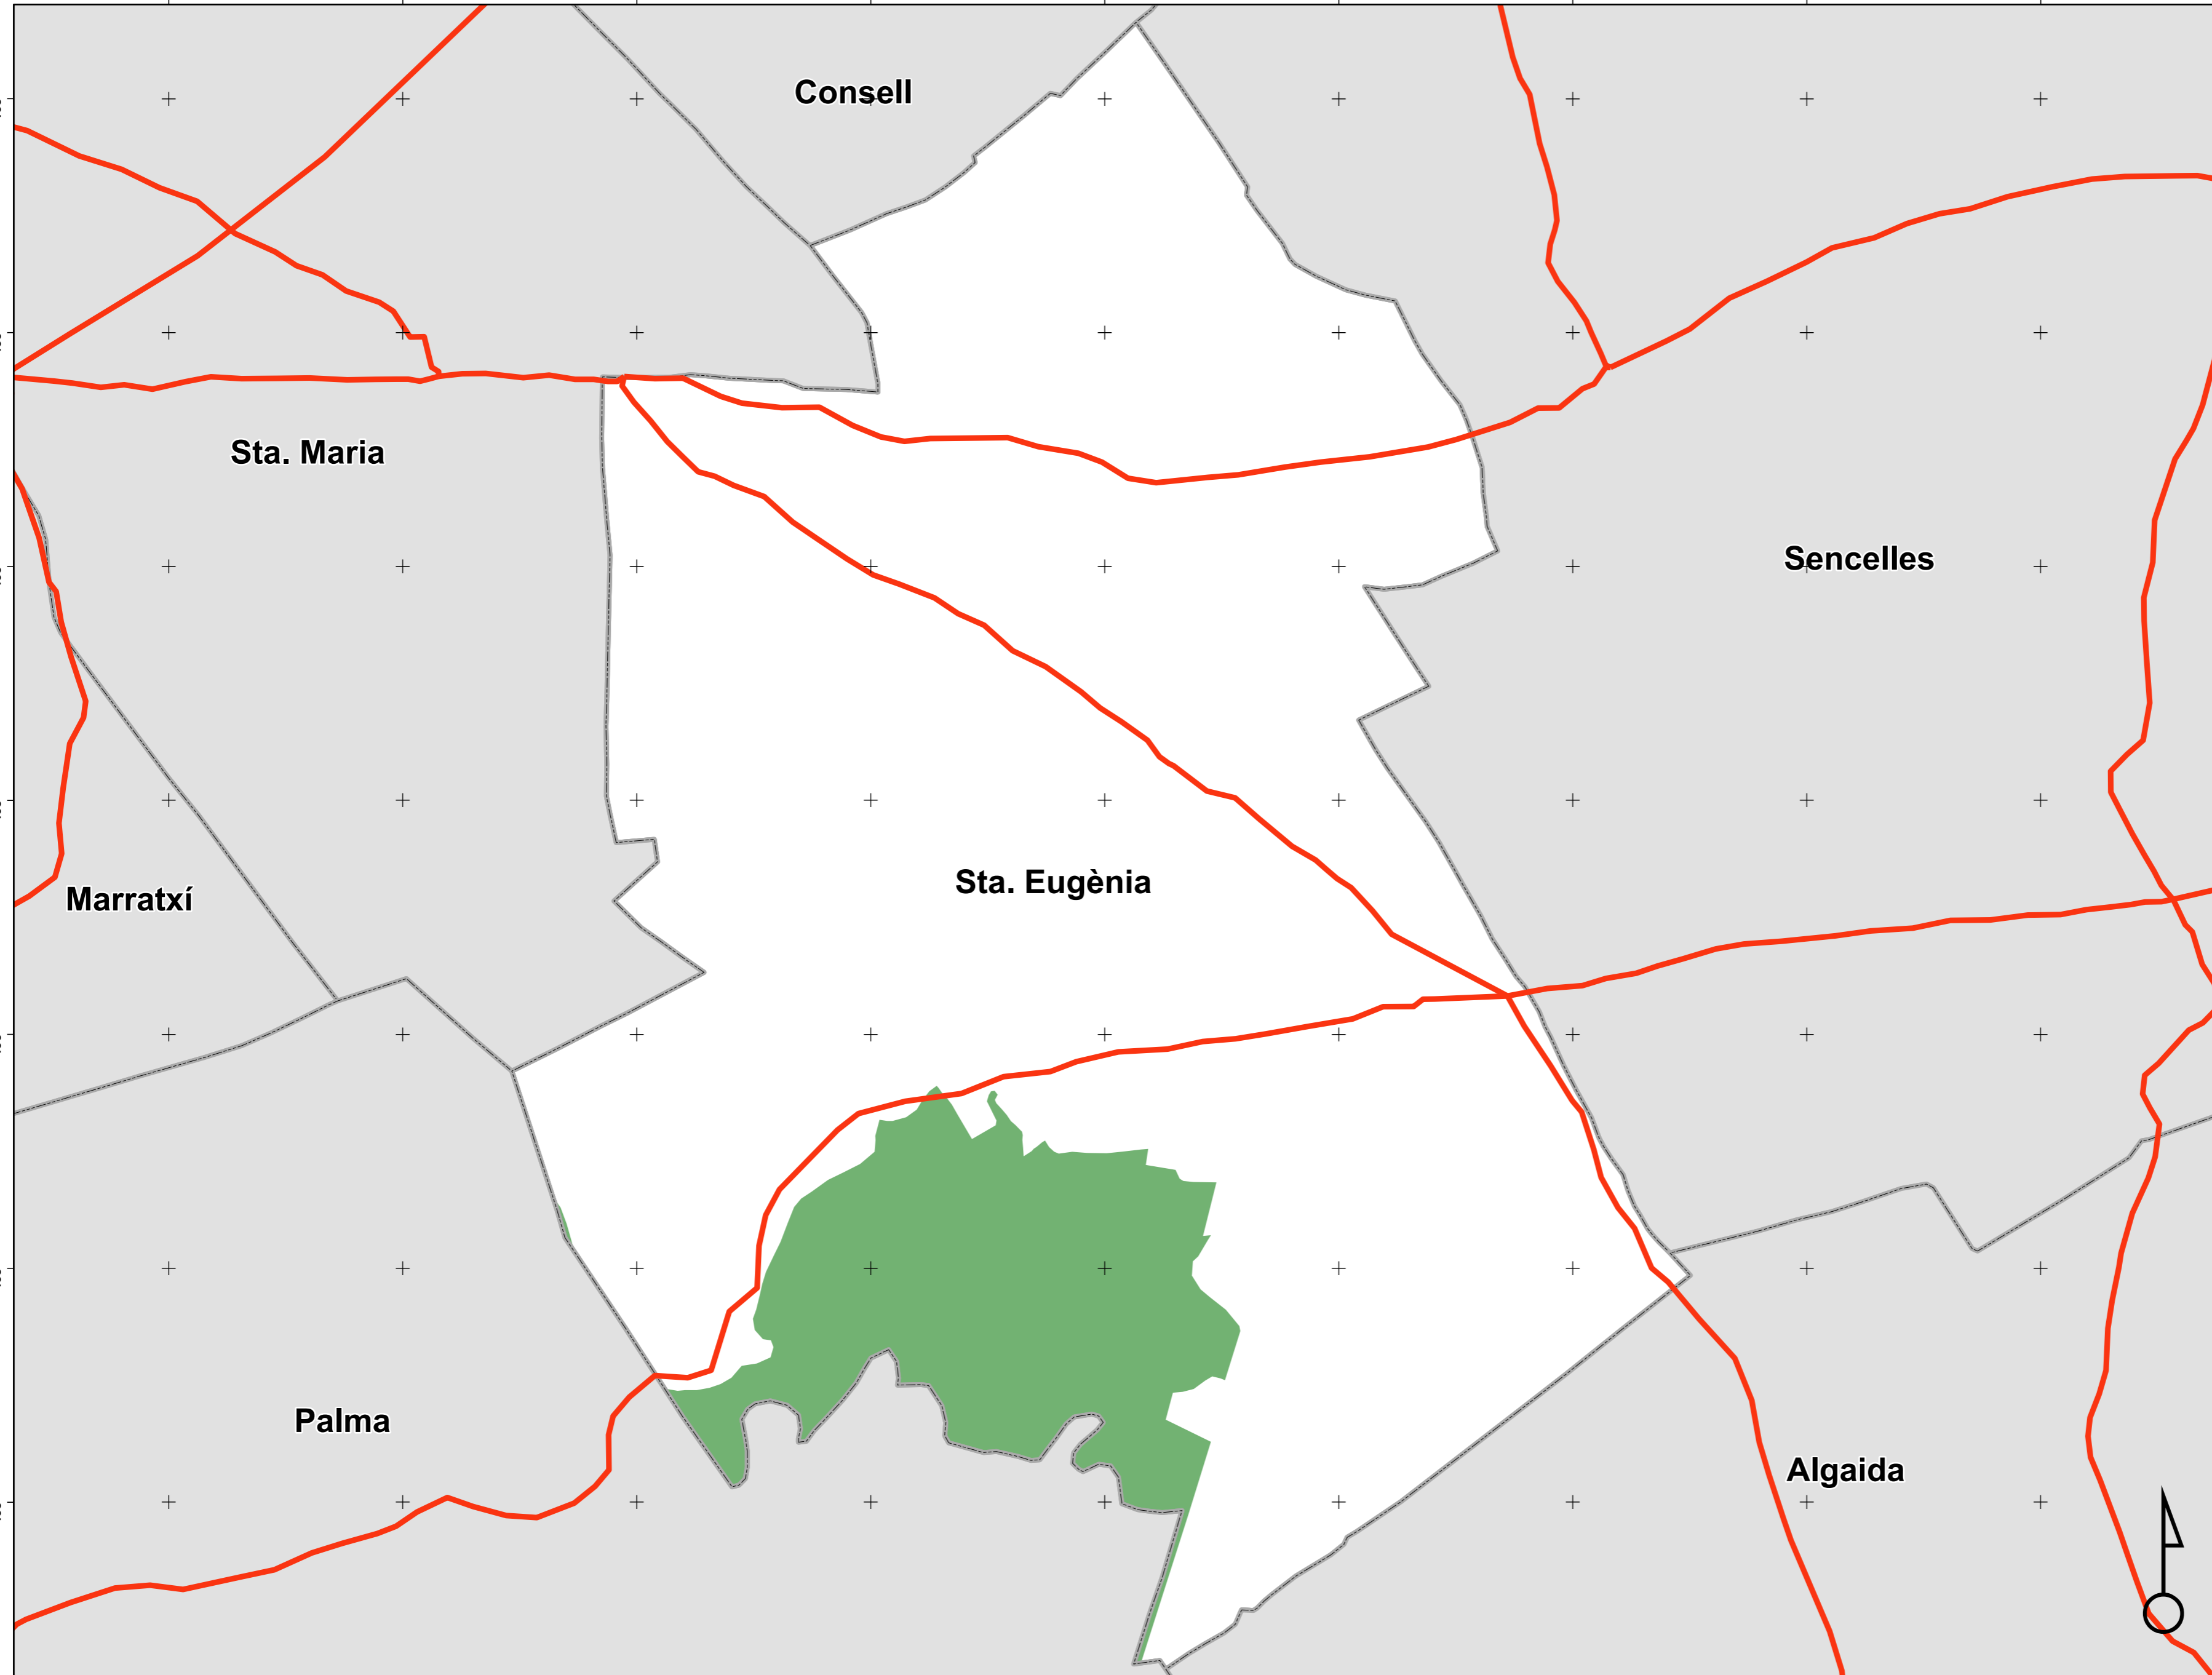 Consell
Sta. Maria
Sencelles
Sta. Eugènia
Marratxí
Palma
Algaida